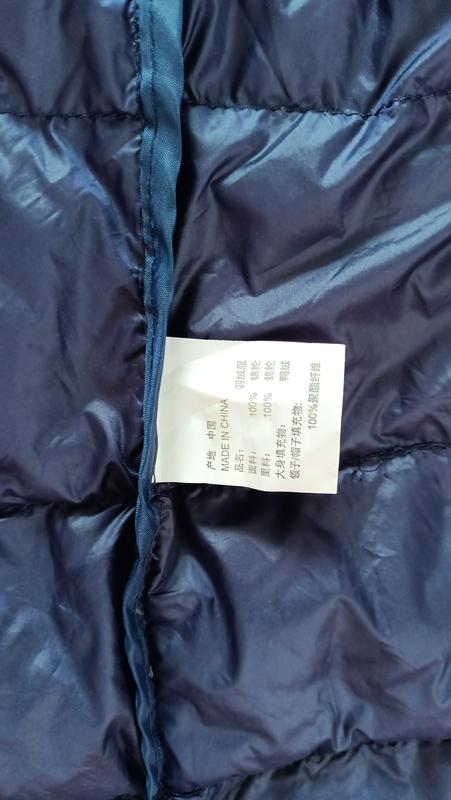 产地 中国
MADE IN CHINA
品名: 羽绒服
面料: 100% 锦纶
里料: 100% 锦纶
大身填充物: 鸭绒
领子/帽子填充物:
100%聚酯纤维